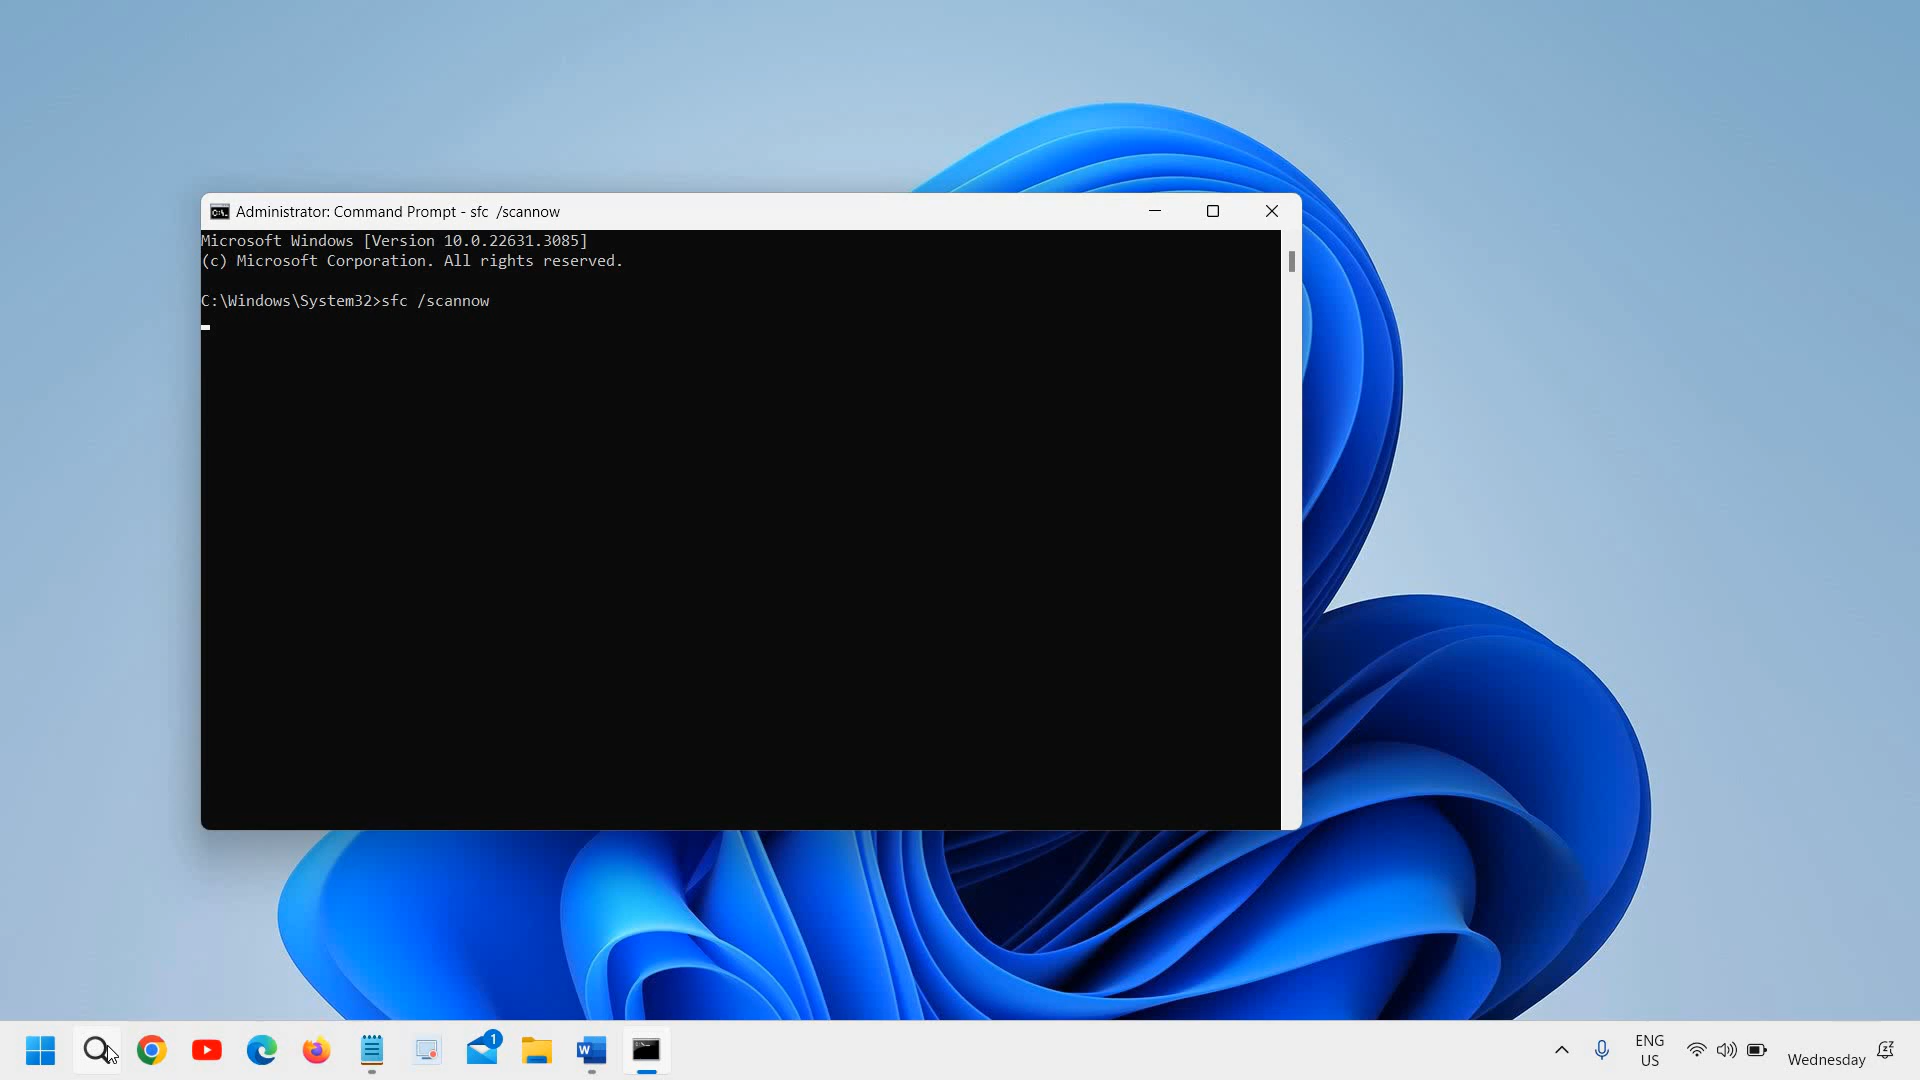 Administrator: Command Prompt - sfc  /scannow
Microsoft Windows [Version 10.0.22631.3085]
(c) Microsoft Corporation. All rights reserved.
C:\Windows\System32>sfc /scannow
1
ENG
US
Wednesday